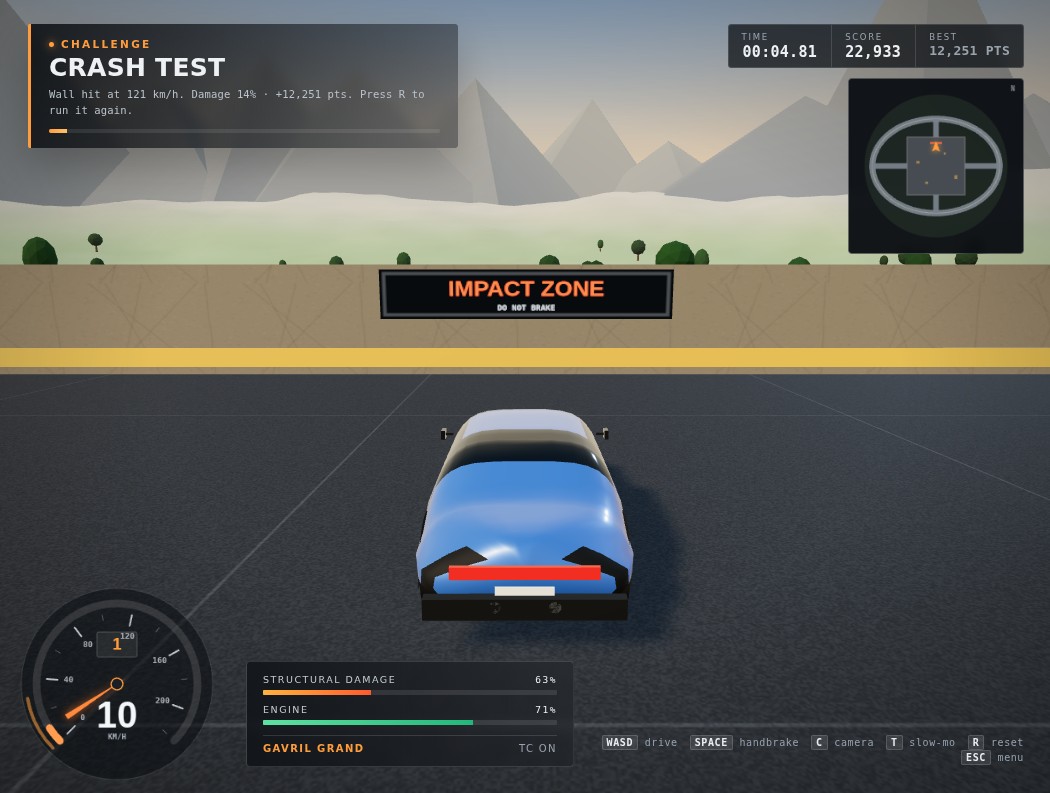 CHALLENGE
CRASH TEST
Wall hit at 121 km/h. Damage 14% · +12,251 pts. Press R to
run it again.
TIME
00:04.81
SCORE
22,933
BEST
12,251 PTS
N
IMPACT ZONE
DO NOT BRAKE
0
40
80
120
160
200
1
10
KM/H
STRUCTURAL DAMAGE 63%
ENGINE 71%
GAVRIL GRAND TC ON
WASD drive SPACE handbrake C camera T slow-mo R reset
ESC menu